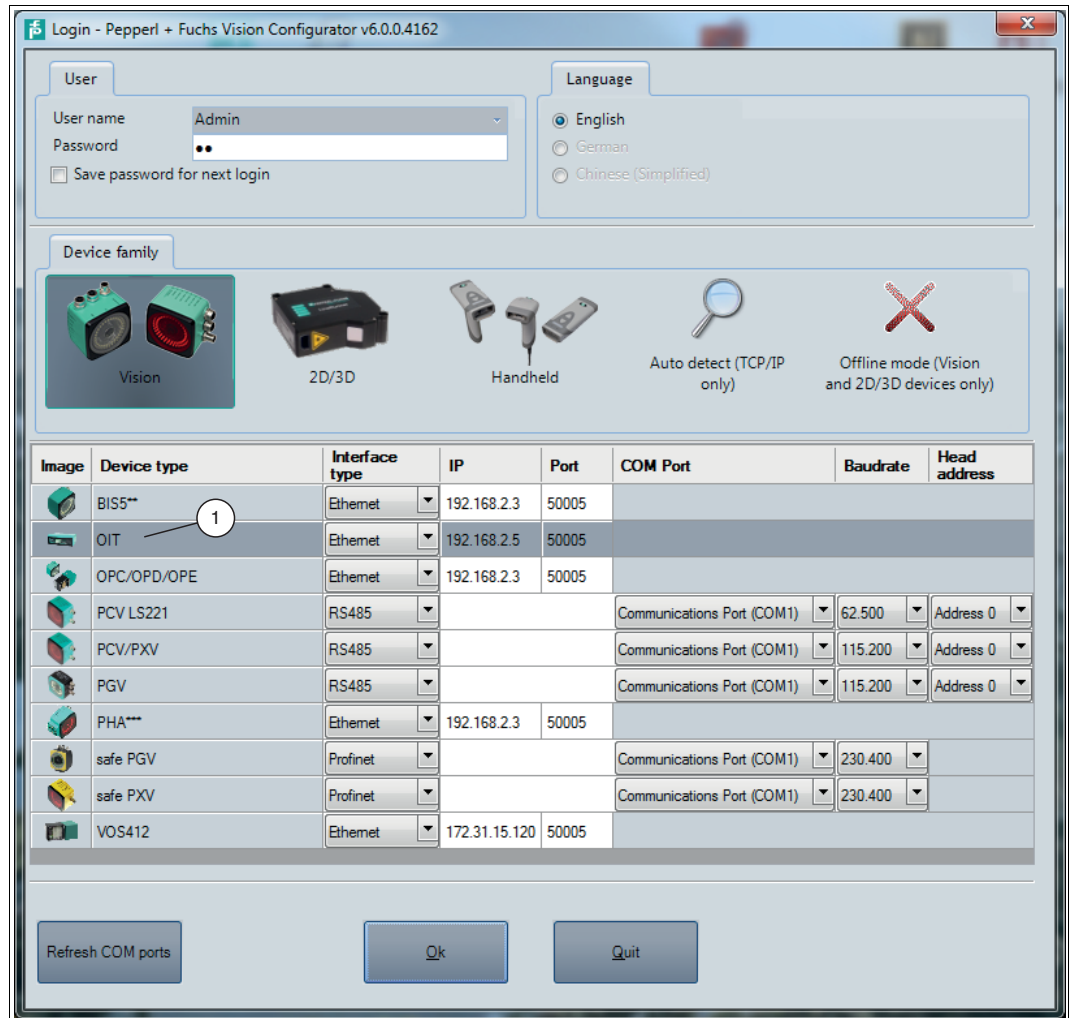 Login - Pepperl + Fuchs Vision Configurator v6.0.0.4162
X
User
Language
User name Admin
English
Password ••
German
Save password for next login
Chinese (Simplified)
Device family
Vision
2D/3D
Handheld
Auto detect (TCP/IP
only)
Offline mode (Vision
and 2D/3D devices only)
Image Device type Interface type IP Port COM Port Baudrate Head address
BIS5** Ethernet 192.168.2.3 50005
1
OIT Ethernet 192.168.2.5 50005
OPC/OPD/OPE Ethernet 192.168.2.3 50005
PCV LS221 RS485 Communications Port (COM1) 62.500 Address 0
PCV/PXV RS485 Communications Port (COM1) 115.200 Address 0
PGV RS485 Communications Port (COM1) 115.200 Address 0
PHA*** Ethernet 192.168.2.3 50005
safe PGV Profinet Communications Port (COM1) 230.400
safe PXV Profinet Communications Port (COM1) 230.400
VOS412 Ethernet 172.31.15.120 50005
Refresh COM ports Ok Quit